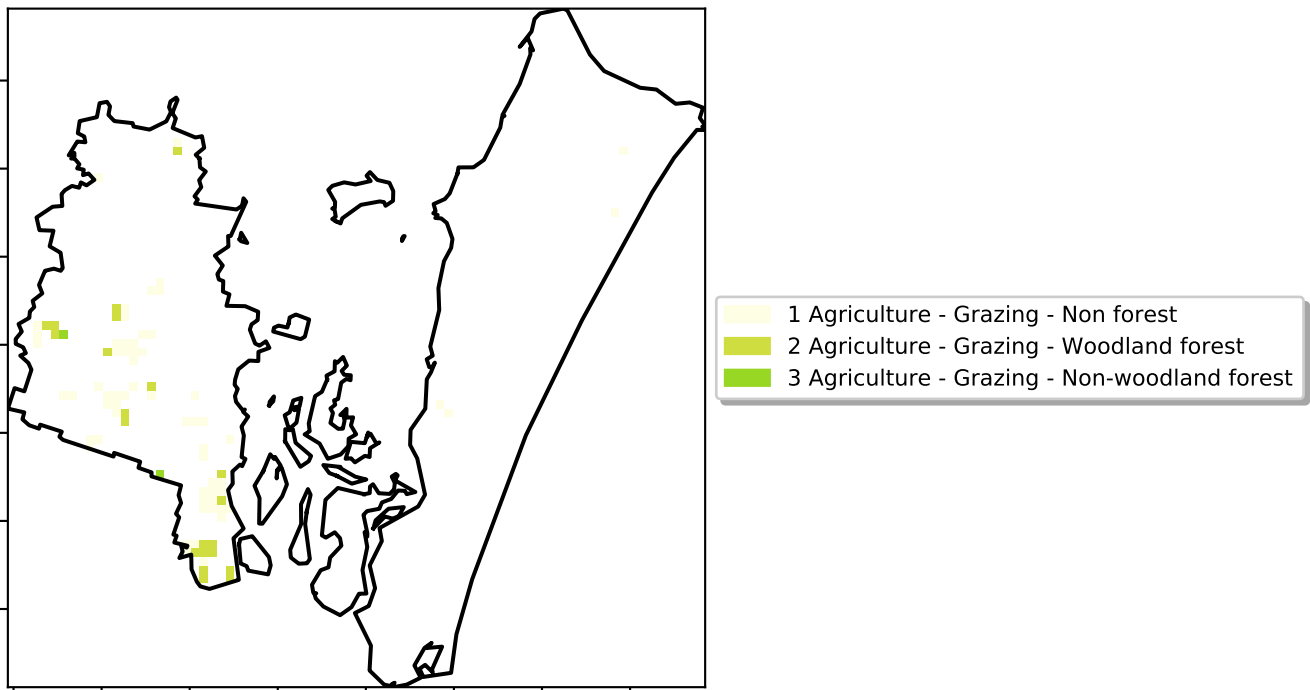 1 Agriculture - Grazing - Non forest
2 Agriculture - Grazing - Woodland forest
3 Agriculture - Grazing - Non-woodland forest